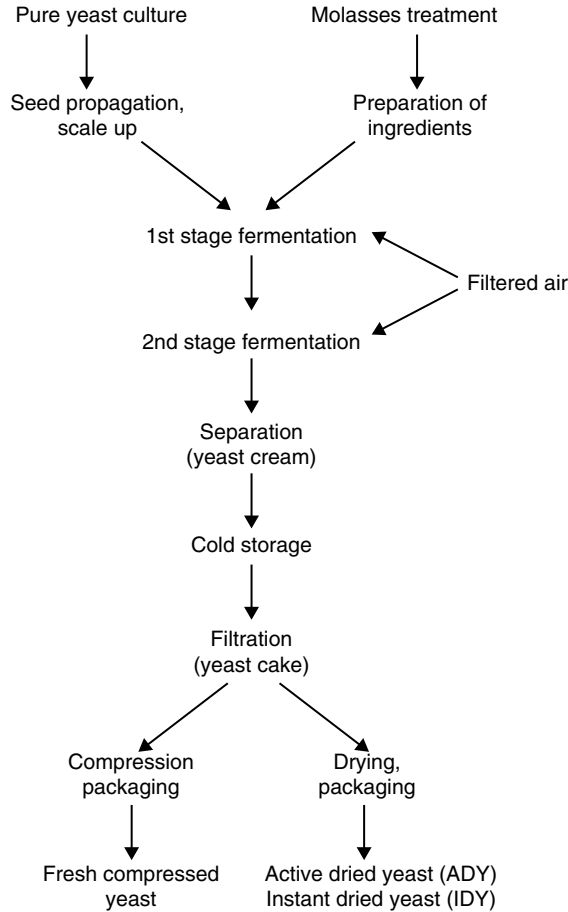 Pure yeast culture
Molasses treatment
Seed propagation,
scale up
Preparation of
ingredients
1st stage fermentation
Filtered air
2nd stage fermentation
Separation
(yeast cream)
Cold storage
Filtration
(yeast cake)
Compression
packaging
Drying,
packaging
Fresh compressed
yeast
Active dried yeast (ADY)
Instant dried yeast (IDY)